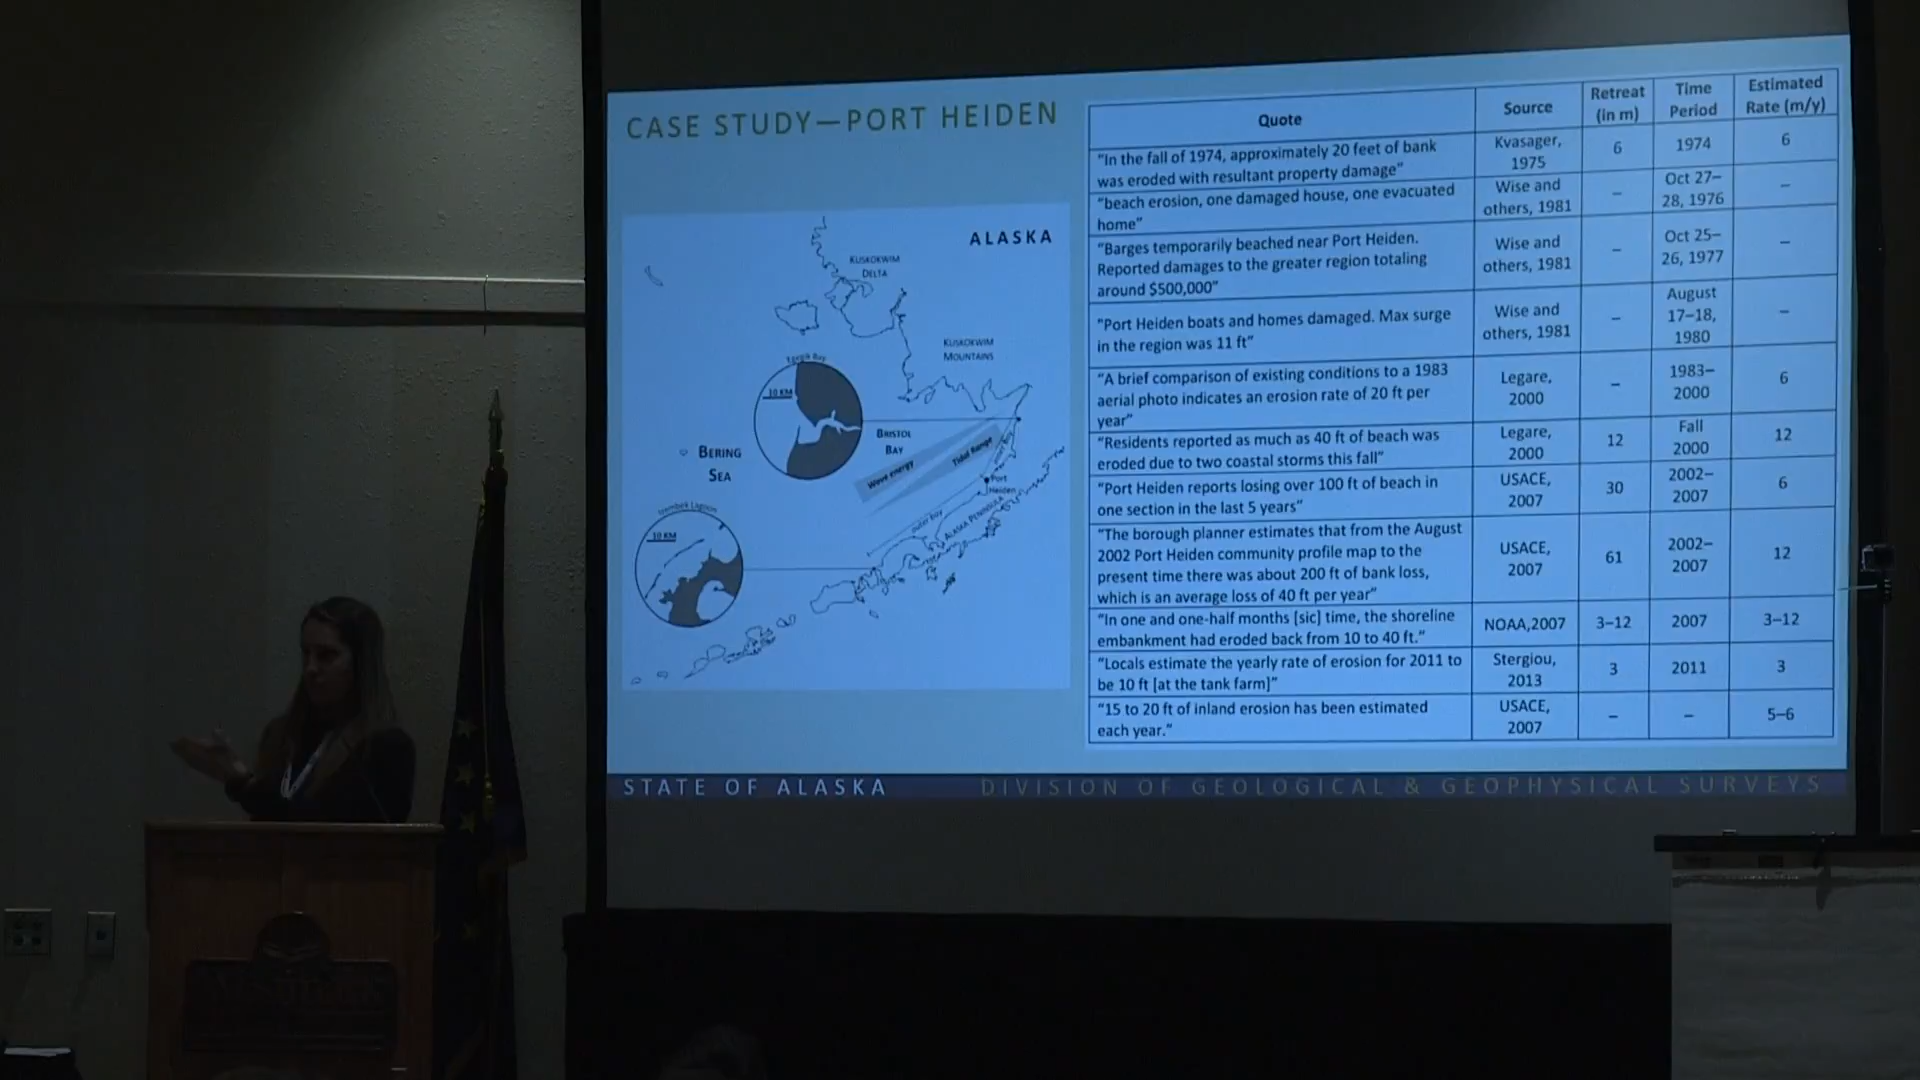 CASE STUDY—PORT HEIDEN
ALASKA
KUSKOKWIM
DELTA
KUSKOKWIM
MOUNTAINS
Egegik Bay
10 KM
BRISTOL
BAY
BERING
SEA
Wave energy
Tidal Range
Port
Heiden
outer bay
ALASKA PENINSULA
Izembek Lagoon
10 KM
Quote
Source
Retreat
(in m)
Time
Period
Estimated
Rate (m/y)
"In the fall of 1974, approximately 20 feet of bank
was eroded with resultant property damage"
Kvasager,
1975
6
1974
6
"beach erosion, one damaged house, one evacuated
home"
Wise and
others, 1981
–
Oct 27–
28, 1976
–
"Barges temporarily beached near Port Heiden.
Reported damages to the greater region totaling
around $500,000"
Wise and
others, 1981
–
Oct 25–
26, 1977
–
"Port Heiden boats and homes damaged. Max surge
in the region was 11 ft"
Wise and
others, 1981
–
August
17–18,
1980
–
"A brief comparison of existing conditions to a 1983
aerial photo indicates an erosion rate of 20 ft per
year"
Legare,
2000
–
1983–
2000
6
"Residents reported as much as 40 ft of beach was
eroded due to two coastal storms this fall"
Legare,
2000
12
Fall
2000
12
"Port Heiden reports losing over 100 ft of beach in
one section in the last 5 years"
USACE,
2007
30
2002–
2007
6
"The borough planner estimates that from the August
2002 Port Heiden community profile map to the
present time there was about 200 ft of bank loss,
which is an average loss of 40 ft per year"
USACE,
2007
61
2002–
2007
12
"In one and one-half months [sic] time, the shoreline
embankment had eroded back from 10 to 40 ft."
NOAA,2007
3–12
2007
3–12
"Locals estimate the yearly rate of erosion for 2011 to
be 10 ft [at the tank farm]"
Stergiou,
2013
3
2011
3
"15 to 20 ft of inland erosion has been estimated
each year."
USACE,
2007
–
–
5–6
STATE OF ALASKA
DIVISION OF GEOLOGICAL & GEOPHYSICAL SURVEYS